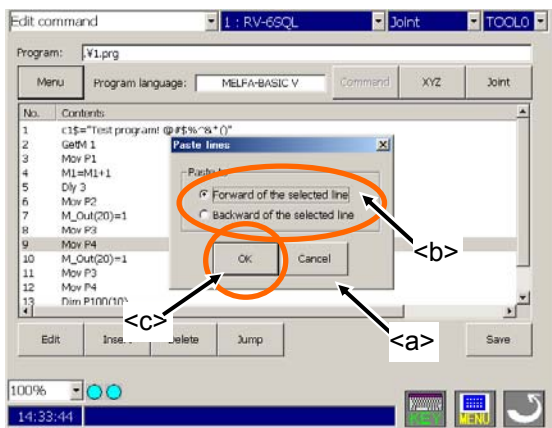 Edit command 1 : RV-6SQL Joint TOOL0
Program: .¥1.prg
Menu Program language: MELFA-BASIC V Command XYZ Joint
No. Contents
1 c1$="Test program! @#$%^&*()"
2 GetM 1
3 Mov P1
4 M1=M1+1
5 Dly 3
6 Mov P2
7 M_Out(20)=1
8 Mov P3
9 Mov P4
10 M_Out(20)=1
11 Mov P3
12 Mov P4
13 Dim P100(10)
Paste lines
Paste to
Forward of the selected line
Backward of the selected line
OK Cancel
<b>
<c>
<a>
Edit Insert Delete Jump Save
100%
14:33:44 KEY MENU